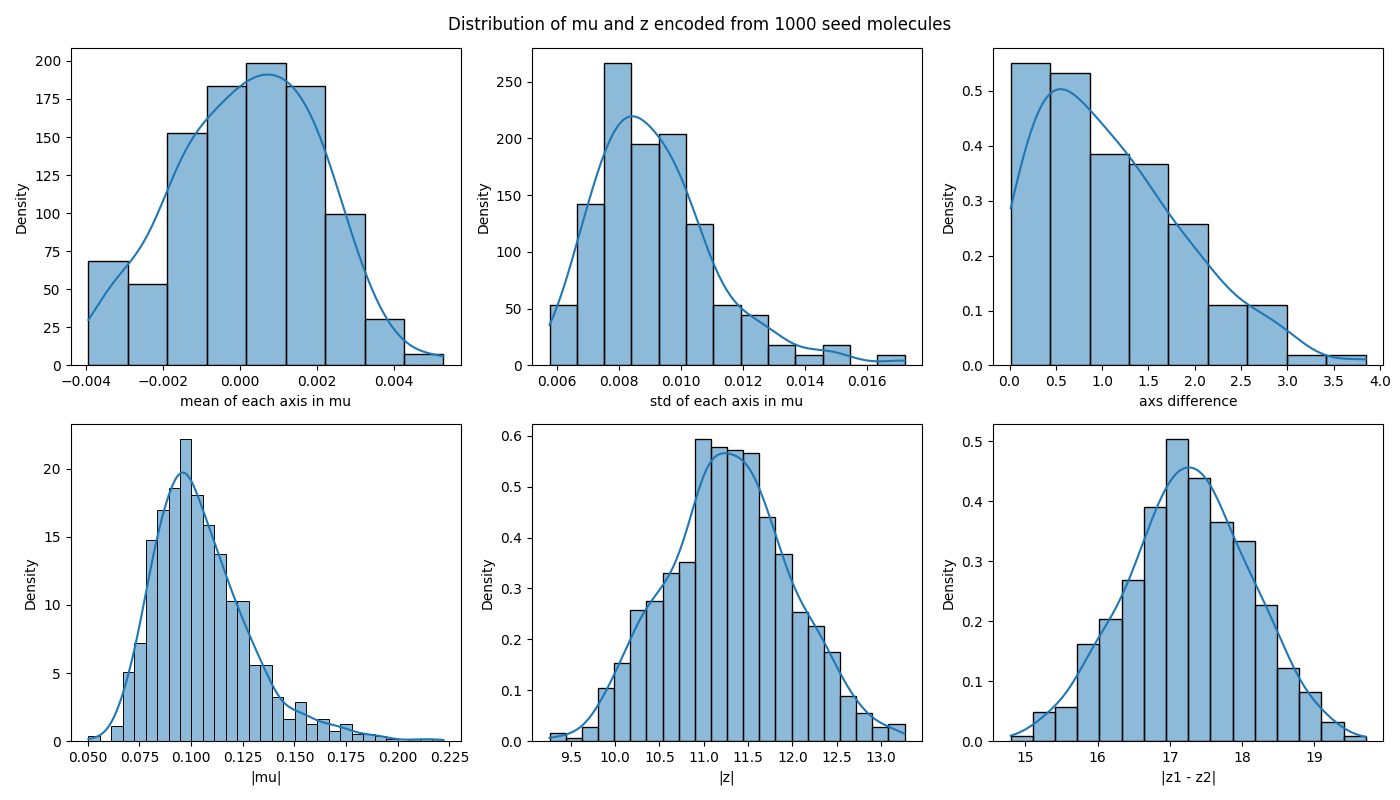 Distribution of mu and z encoded from 1000 seed molecules
Density
200
175
150
125
100
75
50
25
0
−0.004 −0.002 0.000 0.002 0.004
mean of each axis in mu
Density
250
200
150
100
50
0
0.006 0.008 0.010 0.012 0.014 0.016
std of each axis in mu
Density
0.5
0.4
0.3
0.2
0.1
0.0
0.0 0.5 1.0 1.5 2.0 2.5 3.0 3.5 4.0
axs difference
Density
20
15
10
5
0
0.050 0.075 0.100 0.125 0.150 0.175 0.200 0.225
|mu|
Density
0.6
0.5
0.4
0.3
0.2
0.1
0.0
9.5 10.0 10.5 11.0 11.5 12.0 12.5 13.0
|z|
Density
0.5
0.4
0.3
0.2
0.1
0.0
15 16 17 18 19
|z1 - z2|